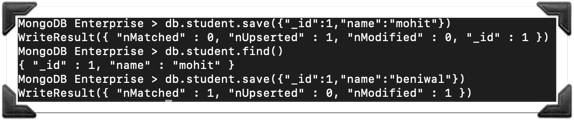 MongoDB Enterprise > db.student.save({"_id":1,"name":"mohit"})
WriteResult({ "nMatched" : 0, "nUpserted" : 1, "nModified" : 0, "_id" : 1 })
MongoDB Enterprise > db.student.find()
{ "_id" : 1, "name" : "mohit" }
MongoDB Enterprise > db.student.save({"_id":1,"name":"beniwal"})
WriteResult({ "nMatched" : 1, "nUpserted" : 0, "nModified" : 1 })